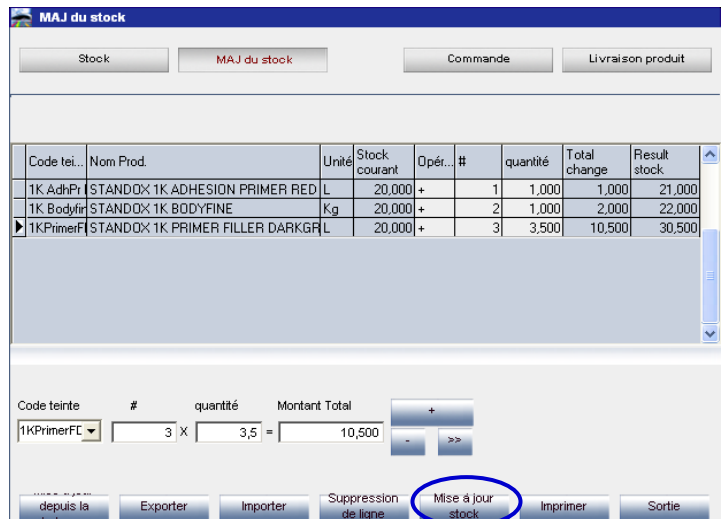 MAJ du stock
Stock MAJ du stock Commande Livraison produit
Code tei... Nom Prod. Unité Stock courant Opér... # quantité Total change Result stock
1K AdhPr STANDOX 1K ADHESION PRIMER RED L 20,000 + 1 1,000 1,000 21,000
1K Bodyfin STANDOX 1K BODYFINE Kg 20,000 + 2 1,000 2,000 22,000
1KPrimerFl STANDOX 1K PRIMER FILLER DARKGR L 20,000 + 3 3,500 10,500 30,500
Code teinte # quantité Montant Total
+
1KPrimerFD 3 X 3,5 = 10,500
- >>
depuis la Exporter Importer Suppression de ligne Mise á jour stock Imprimer Sortie